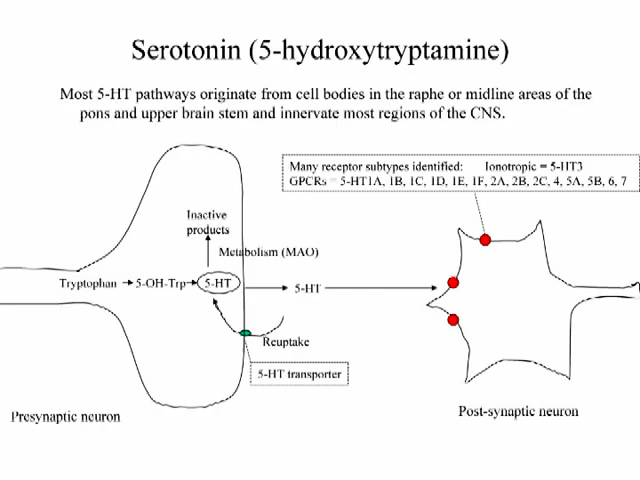 Serotonin (5-hydroxytryptamine)
Most 5-HT pathways originate from cell bodies in the raphe or midline areas of the
pons and upper brain stem and innervate most regions of the CNS.
Many receptor subtypes identified: Ionotropic = 5-HT3
GPCRs = 5-HT1A, 1B, 1C, 1D, 1E, 1F, 2A, 2B, 2C, 4, 5A, 5B, 6, 7
Inactive
products
Metabolism (MAO)
Tryptophan
5-OH-Trp
5-HT
5-HT
Reuptake
5-HT transporter
Presynaptic neuron
Post-synaptic neuron